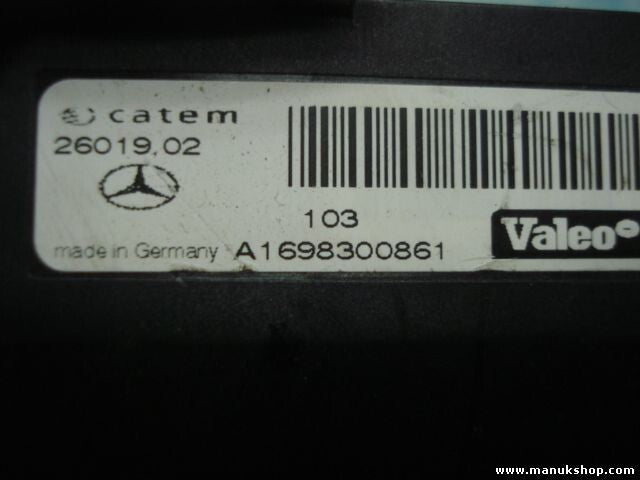 catem
26019.02
103
Valeo
made in Germany A1698300861
www.manukshop.com